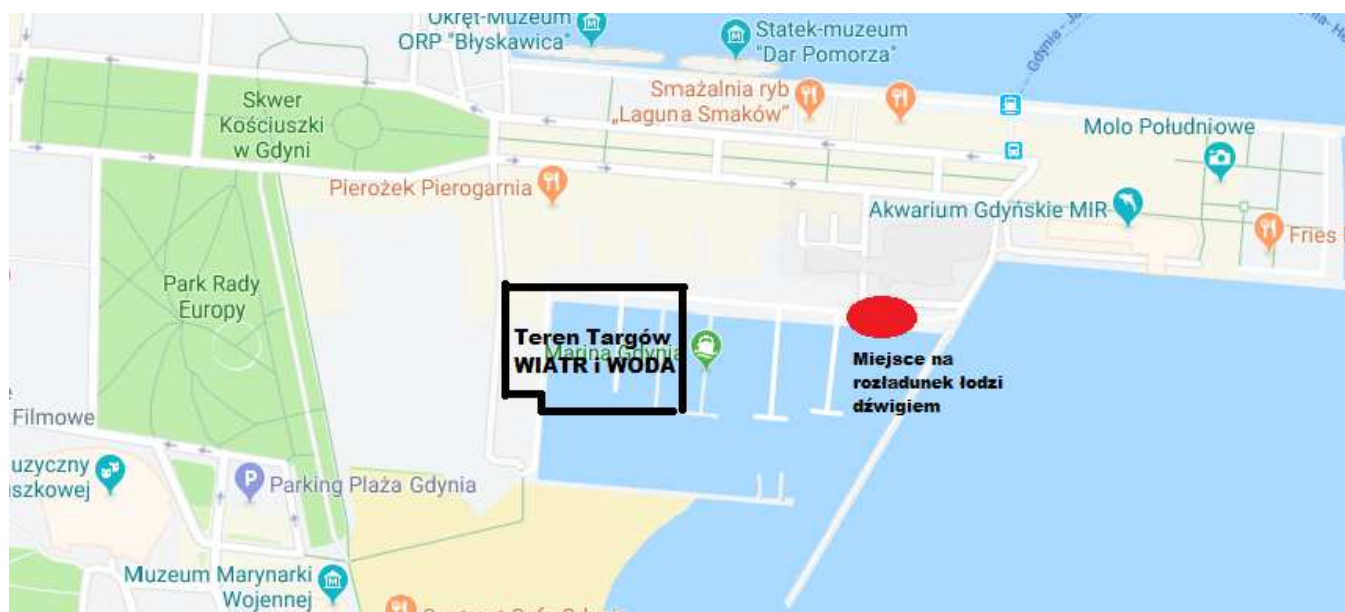 Okręt-Muzeum
ORP "Błyskawica"
Statek-muzeum
"Dar Pomorza"
Gdynia - J
Gdynia- H
Smażalnia ryb
„Laguna Smaków”
Skwer
Kościuszki
w Gdyni
Molo Południowe
Pierożek Pierogarnia
Akwarium Gdyńskie MIR
Fries
Park Rady
Europy
Teren Targów
Marina Gdynia
WIATR i WODA
Miejsce na
rozładunek łodzi
dźwigiem
Filmowe
uzyczny
szkowej
P
Parking Plaża Gdynia
Muzeum Marynarki
Wojennej